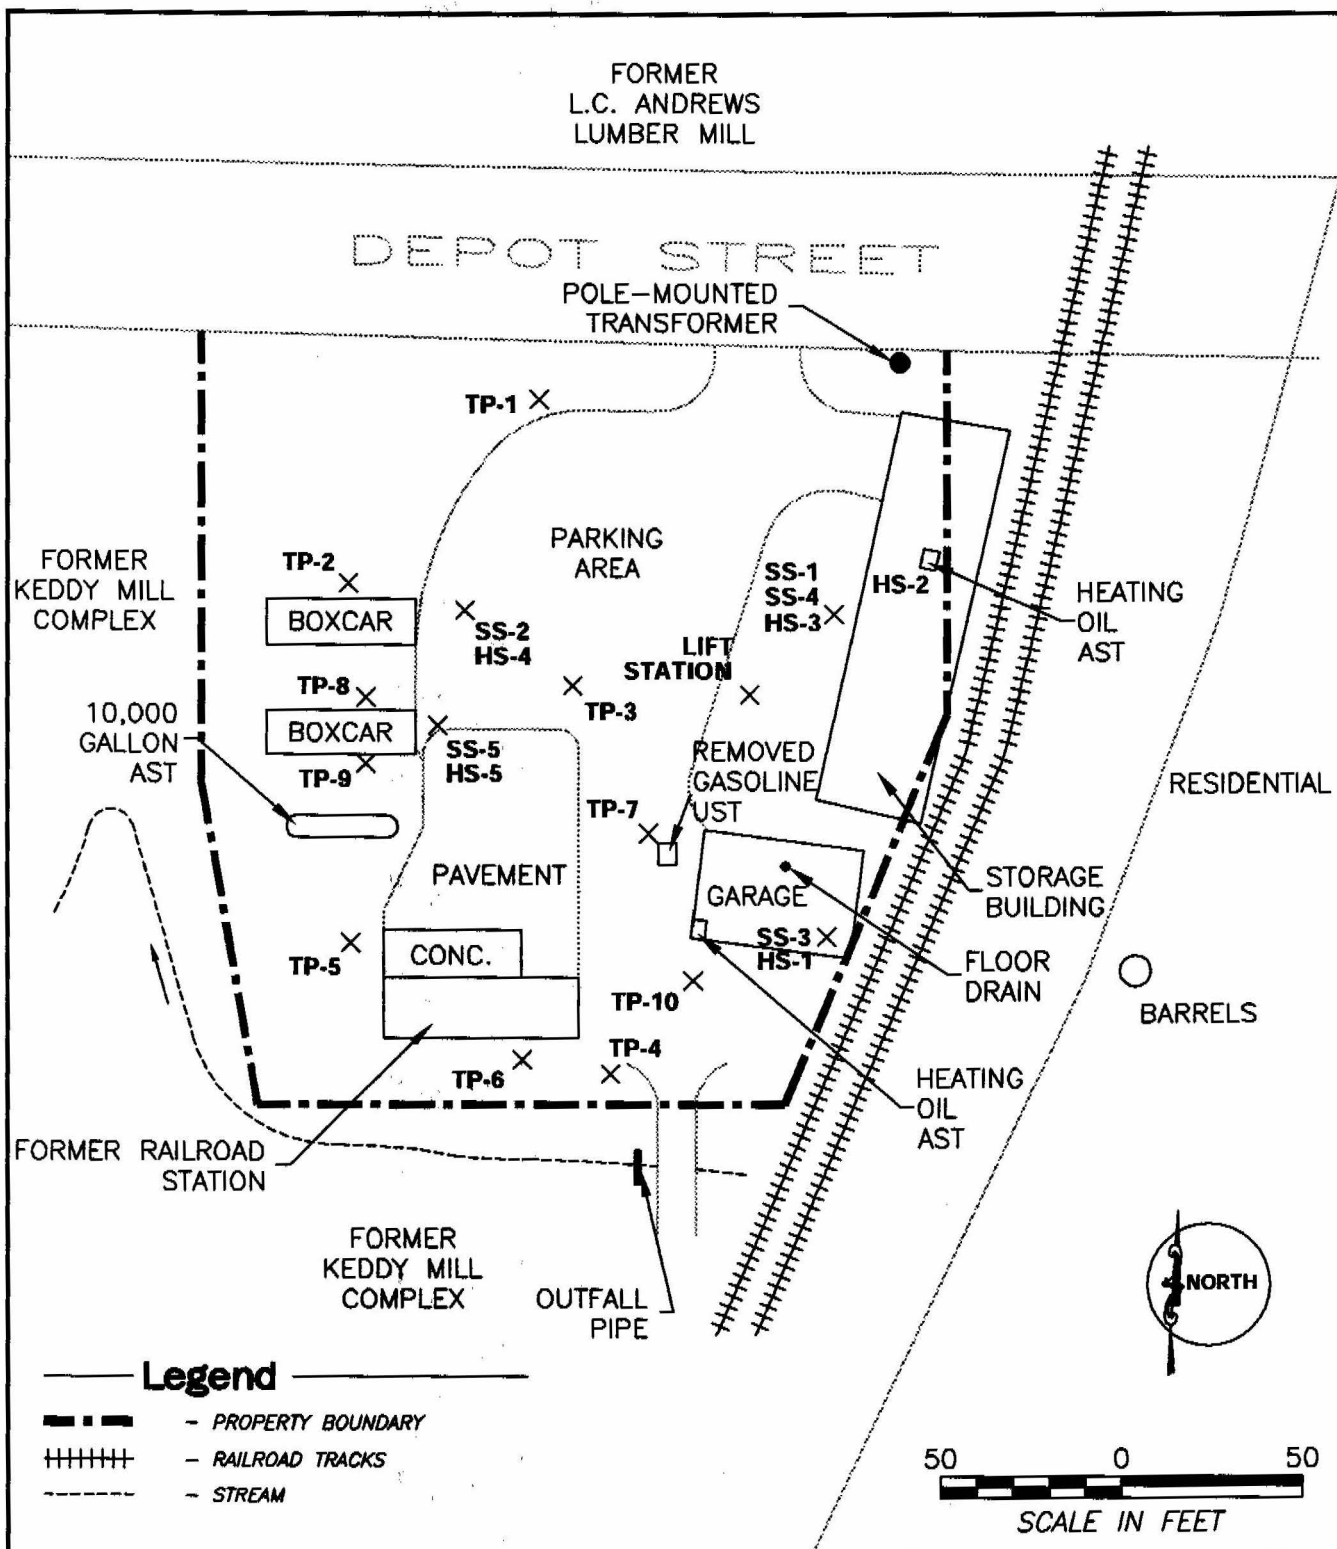 FORMER
L.C. ANDREWS
LUMBER MILL
DEPOT STREET
POLE-MOUNTED
TRANSFORMER
TP-1
PARKING
AREA
FORMER
KEDDY MILL
COMPLEX
TP-2
BOXCAR
SS-2
HS-4
SS-1
SS-4
HS-3
HS-2
HEATING
OIL
AST
LIFT
STATION
TP-8
TP-3
10,000
GALLON
AST
BOXCAR
SS-5
HS-5
TP-9
REMOVED
GASOLINE
UST
TP-7
RESIDENTIAL
PAVEMENT
GARAGE
STORAGE
BUILDING
TP-5
CONC.
SS-3
HS-1
FLOOR
DRAIN
TP-10
BARRELS
TP-6
TP-4
HEATING
OIL
AST
FORMER RAILROAD
STATION
FORMER
KEDDY MILL
COMPLEX
OUTFALL
PIPE
NORTH
Legend
- PROPERTY BOUNDARY
- RAILROAD TRACKS
- STREAM
50 0 50
SCALE IN FEET